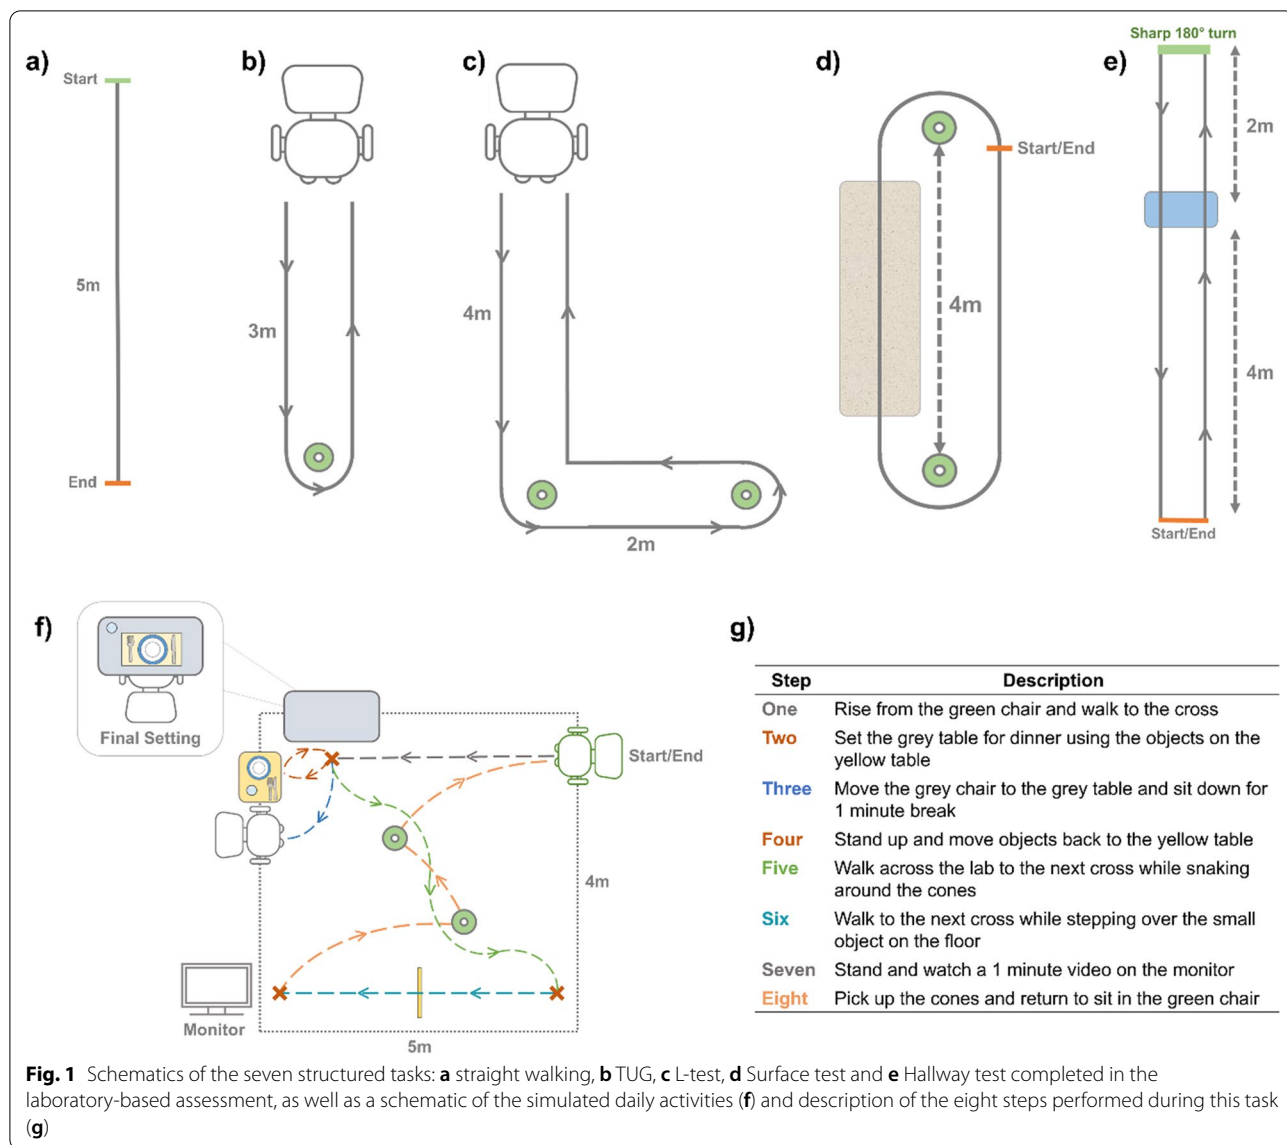 a)
Start
5m
End
b)
3m
c)
4m
2m
d)
Start/End
4m
e)
Sharp 180° turn
2m
4m
Start/End
f)
Final Setting
Start/End
4m
Monitor
5m
g)
Step Description
One Rise from the green chair and walk to the cross
Two Set the grey table for dinner using the objects on the
yellow table
Three Move the grey chair to the grey table and sit down for
1 minute break
Four Stand up and move objects back to the yellow table
Five Walk across the lab to the next cross while snaking
around the cones
Six Walk to the next cross while stepping over the small
object on the floor
Seven Stand and watch a 1 minute video on the monitor
Eight Pick up the cones and return to sit in the green chair
Fig. 1 Schematics of the seven structured tasks: a straight walking, b TUG, c L-test, d Surface test and e Hallway test completed in the
laboratory-based assessment, as well as a schematic of the simulated daily activities (f) and description of the eight steps performed during this task
(g)